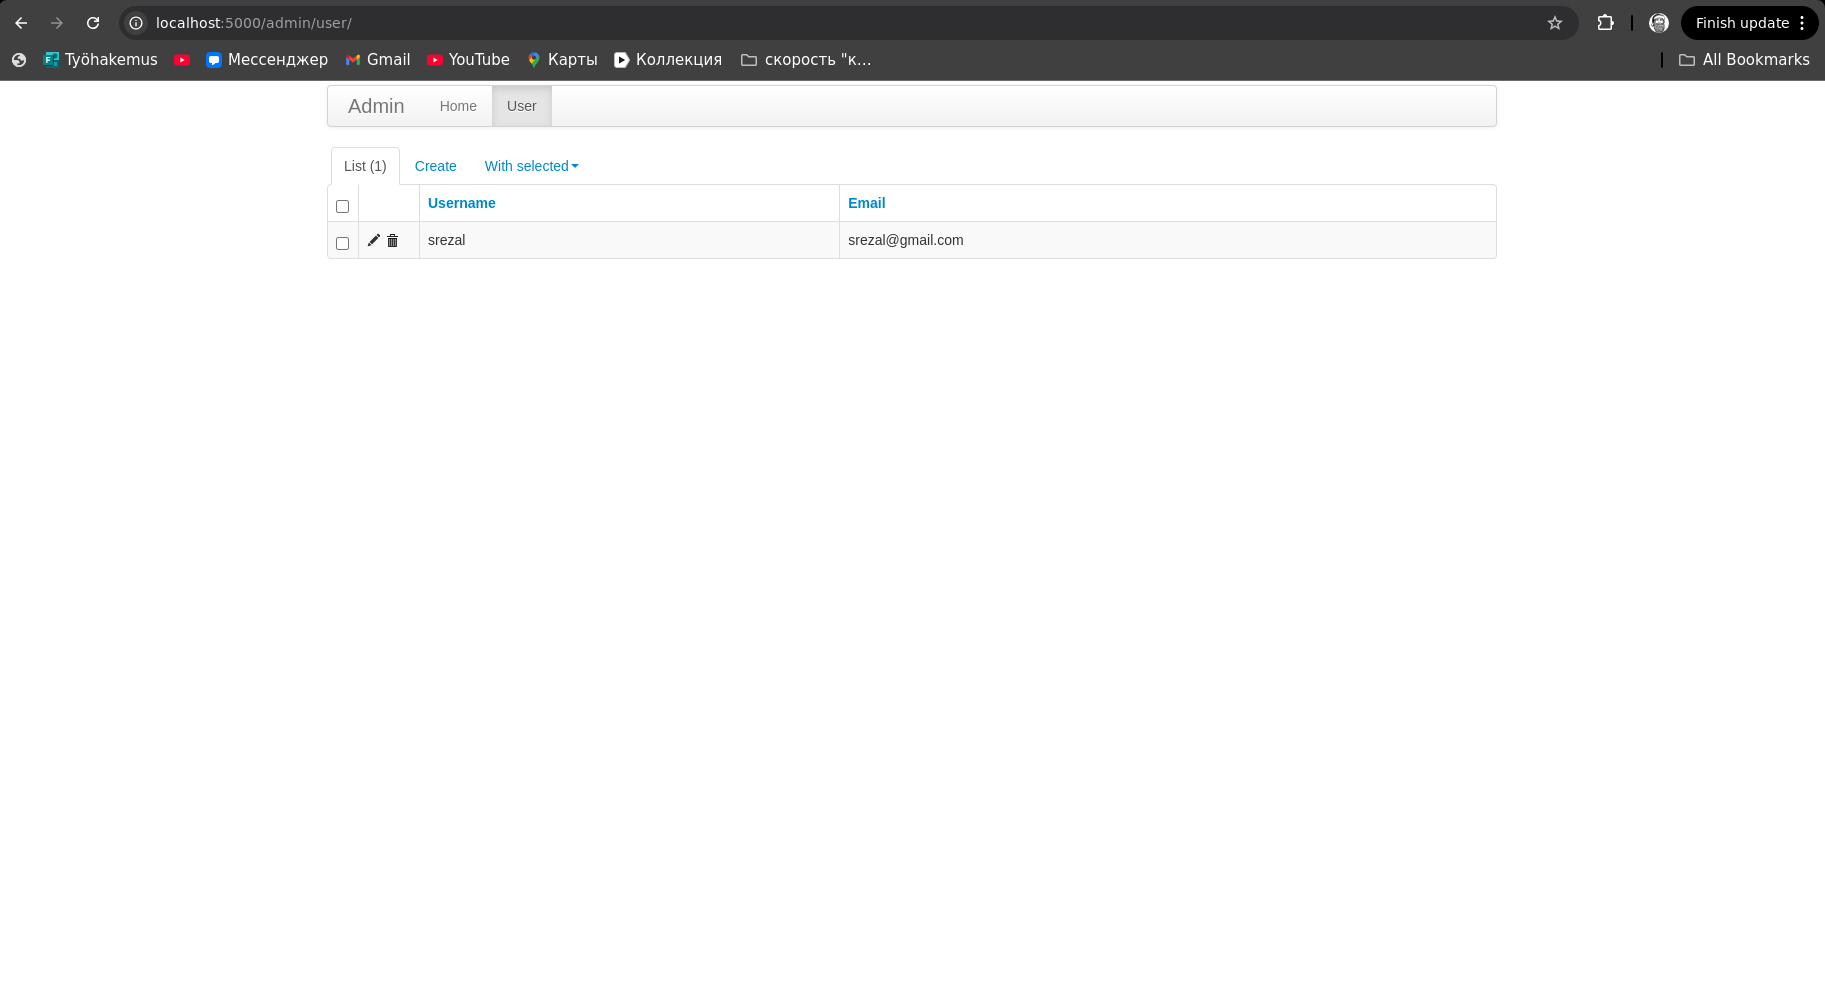 localhost:5000/admin/user/ Finish update
Työhakemus Мессенджер Gmail YouTube Карты Коллекция скорость "к... All Bookmarks
Admin Home User
List (1) Create With selected
Username Email
srezal srezal@gmail.com